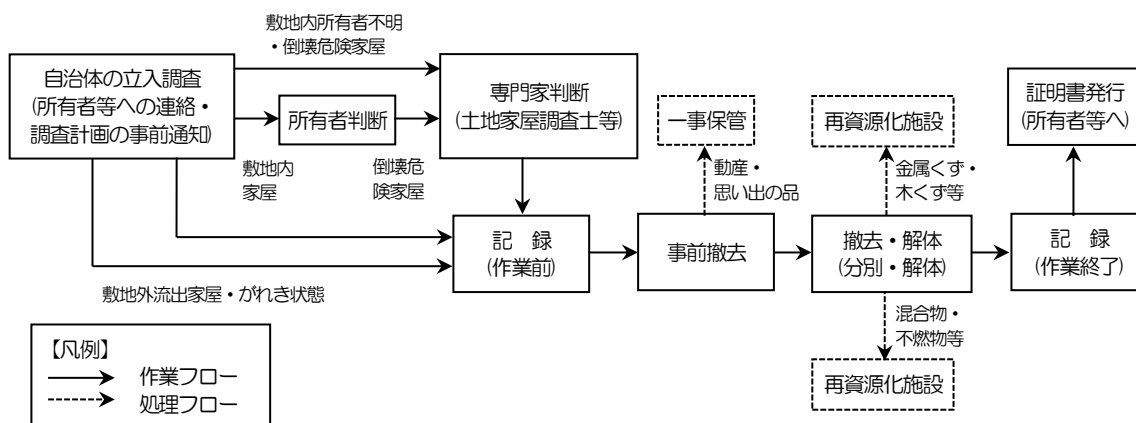 敷地内所有者不明
・倒壊危険家屋
自治体の立入調査
(所有者等への連絡・
調査計画の事前通知)
所有者判断
専門家判断
(土地家屋調査士等)
敷地内
家屋
倒壊危
険家屋
一事保管
動産・
思い出の品
再資源化施設
金属くず・
木くず等
証明書発行
(所有者等へ)
記 録
(作業前)
事前撤去
撤去・解体
(分別・解体)
記 録
(作業終了)
敷地外流出家屋・がれき状態
混合物・
不燃物等
再資源化施設
【凡例】
作業フロー
処理フロー